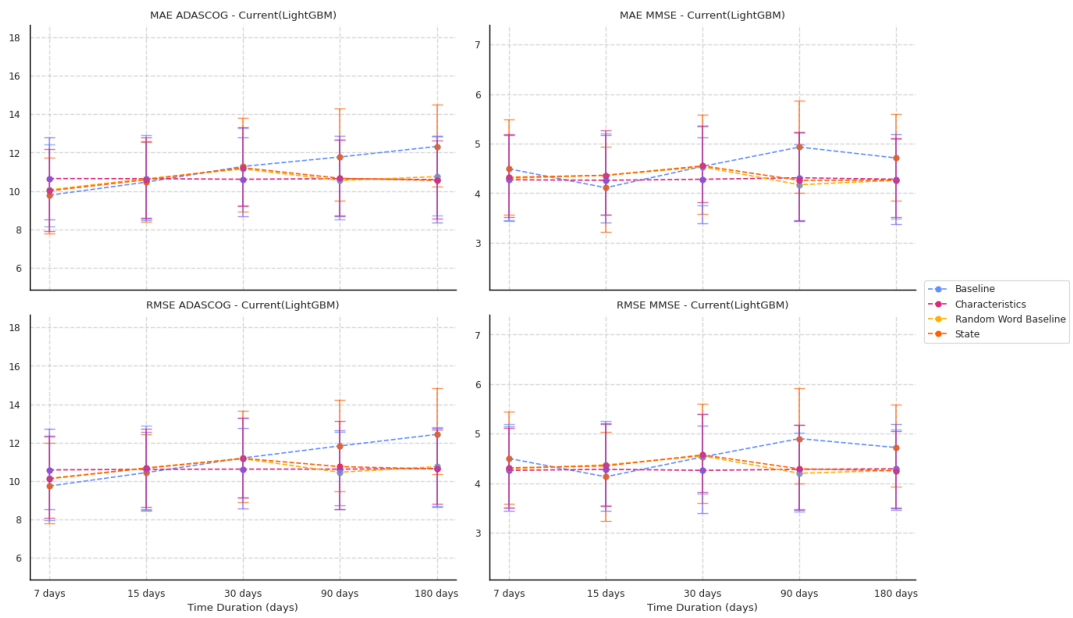 MAE ADASCOG - Current(LightGBM)
18
16
14
12
10
8
6
MAE MMSE - Current(LightGBM)
7
6
5
4
3
RMSE ADASCOG - Current(LightGBM)
18
16
14
12
10
8
6
7 days
15 days
30 days
90 days
180 days
Time Duration (days)
RMSE MMSE - Current(LightGBM)
7
6
5
4
3
7 days
15 days
30 days
90 days
180 days
Time Duration (days)
Baseline
Characteristics
Random Word Baseline
State